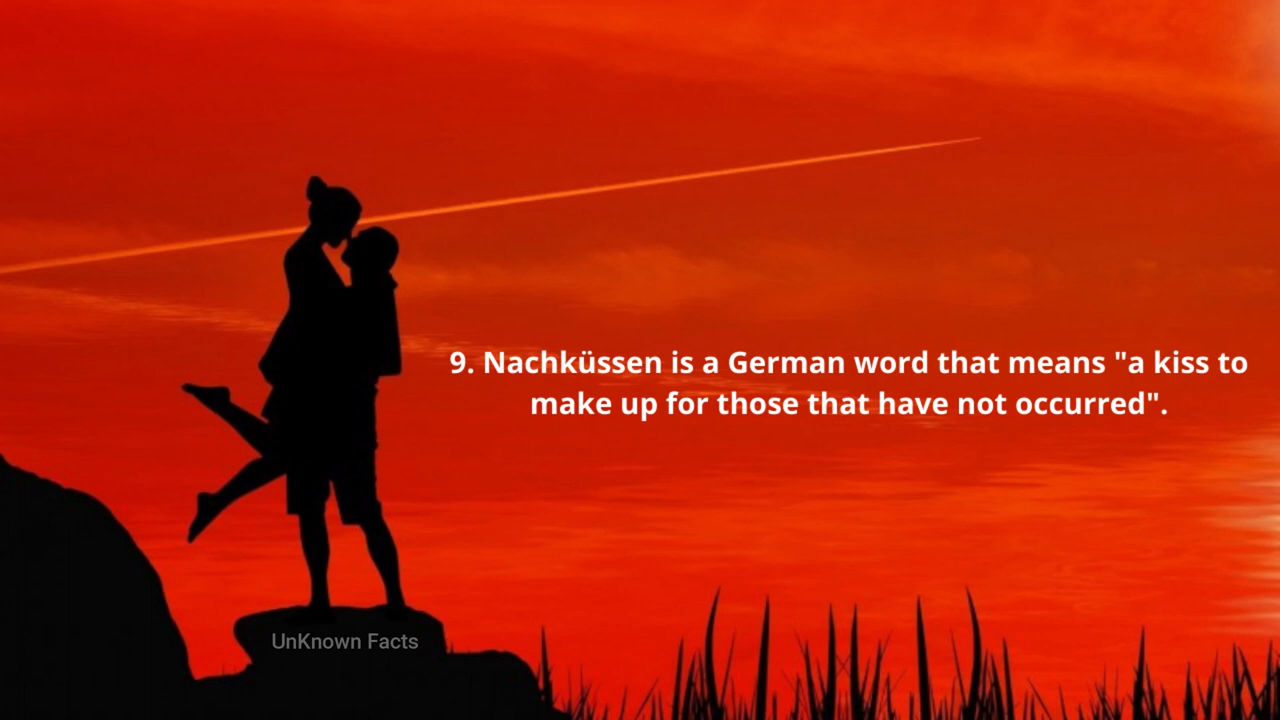 9. Nachküssen is a German word that means "a kiss to
make up for those that have not occurred".
UnKnown Facts